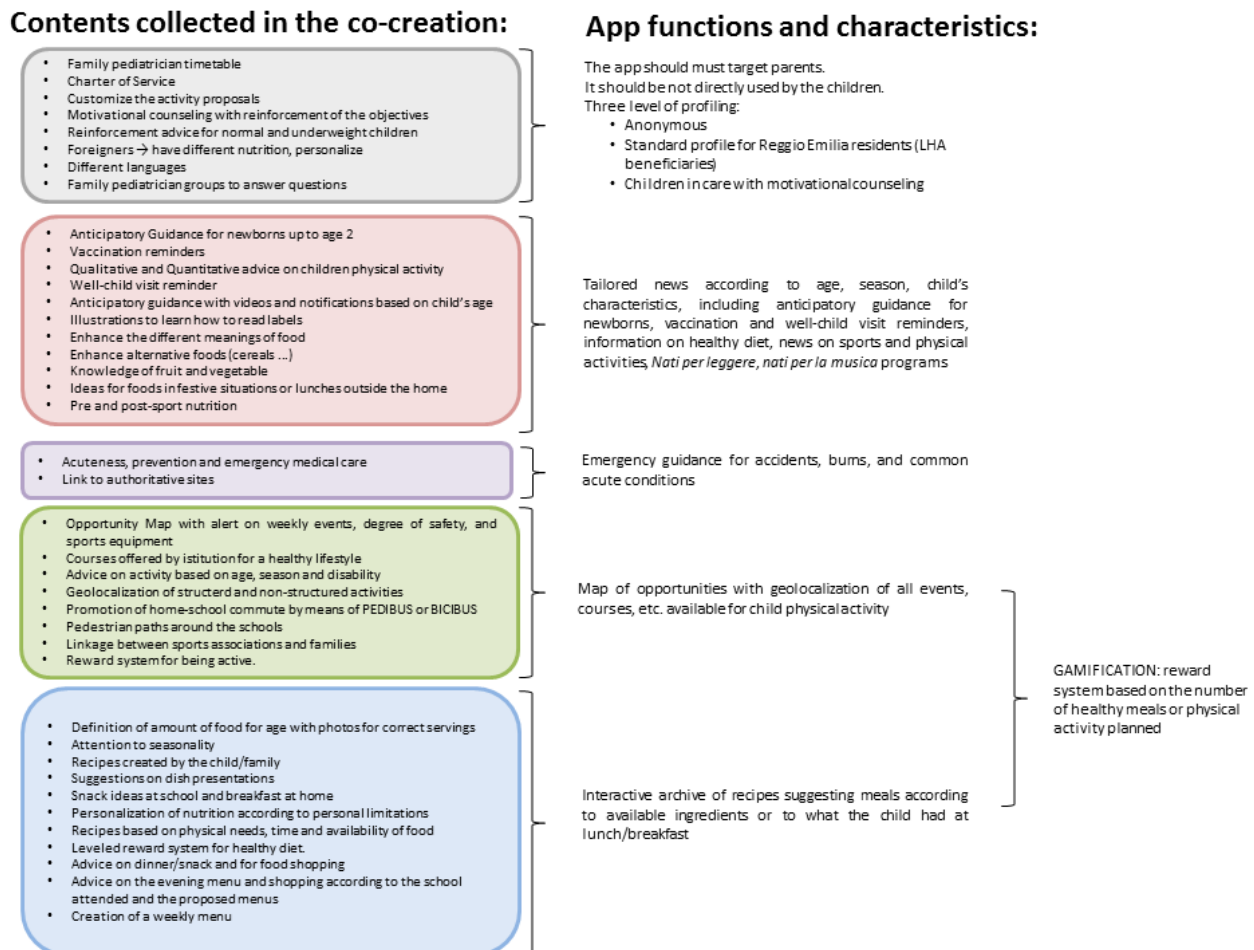 Contents collected in the co-creation:
• Family pediatrician timetable
• Charter of Service
• Customize the activity proposals
• Motivational counseling with reinforcement of the objectives
• Reinforcement advice for normal and underweight children
• Foreigners → have different nutrition, personalize
• Different languages
• Family pediatrician groups to answer questions
• Anticipatory Guidance for newborns up to age 2
• Vaccination reminders
• Qualitative and Quantitative advice on children physical activity
• Well-child visit reminder
• Anticipatory guidance with videos and notifications based on child's age
• Illustrations to learn how to read labels
• Enhance the different meanings of food
• Enhance alternative foods (cereals ...)
• Knowledge of fruit and vegetable
• Ideas for foods in festive situations or lunches outside the home
• Pre and post-sport nutrition
• Acuteness, prevention and emergency medical care
• Link to authoritative sites
• Opportunity Map with alert on weekly events, degree of safety, and
sports equipment
• Courses offered by istitution for a healthy lifestyle
• Advice on activity based on age, season and disability
• Geolocalization of structerd and non-structured activities
• Promotion of home-school commute by means of PEDIBUS or BICIBUS
• Pedestrian paths around the schools
• Linkage between sports associations and families
• Reward system for being active.
• Definition of amount of food for age with photos for correct servings
• Attention to seasonality
• Recipes created by the child/family
• Suggestions on dish presentations
• Snack ideas at school and breakfast at home
• Personalization of nutrition according to personal limitations
• Recipes based on physical needs, time and availability of food
• Leveled reward system for healthy diet.
• Advice on dinner/snack and for food shopping
• Advice on the evening menu and shopping according to the school
attended and the proposed menus
• Creation of a weekly menu
App functions and characteristics:
The app should must target parents.
It should be not directly used by the children.
Three level of profiling:
• Anonymous
• Standard profile for Reggio Emilia residents (LHA
beneficiaries)
• Children in care with motivational counseling
Tailored news according to age, season, child's
characteristics, including anticipatory guidance for
newborns, vaccination and well-child visit reminders,
information on healthy diet, news on sports and physical
activities, Nati per leggere, nati per la musica programs
Emergency guidance for accidents, burns, and common
acute conditions
Map of opportunities with geolocalization of all events,
courses, etc. available for child physical activity
Interactive archive of recipes suggesting meals according
to available ingredients or to what the child had at
lunch/breakfast
GAMIFICATION: reward
system based on the number
of healthy meals or physical
activity planned